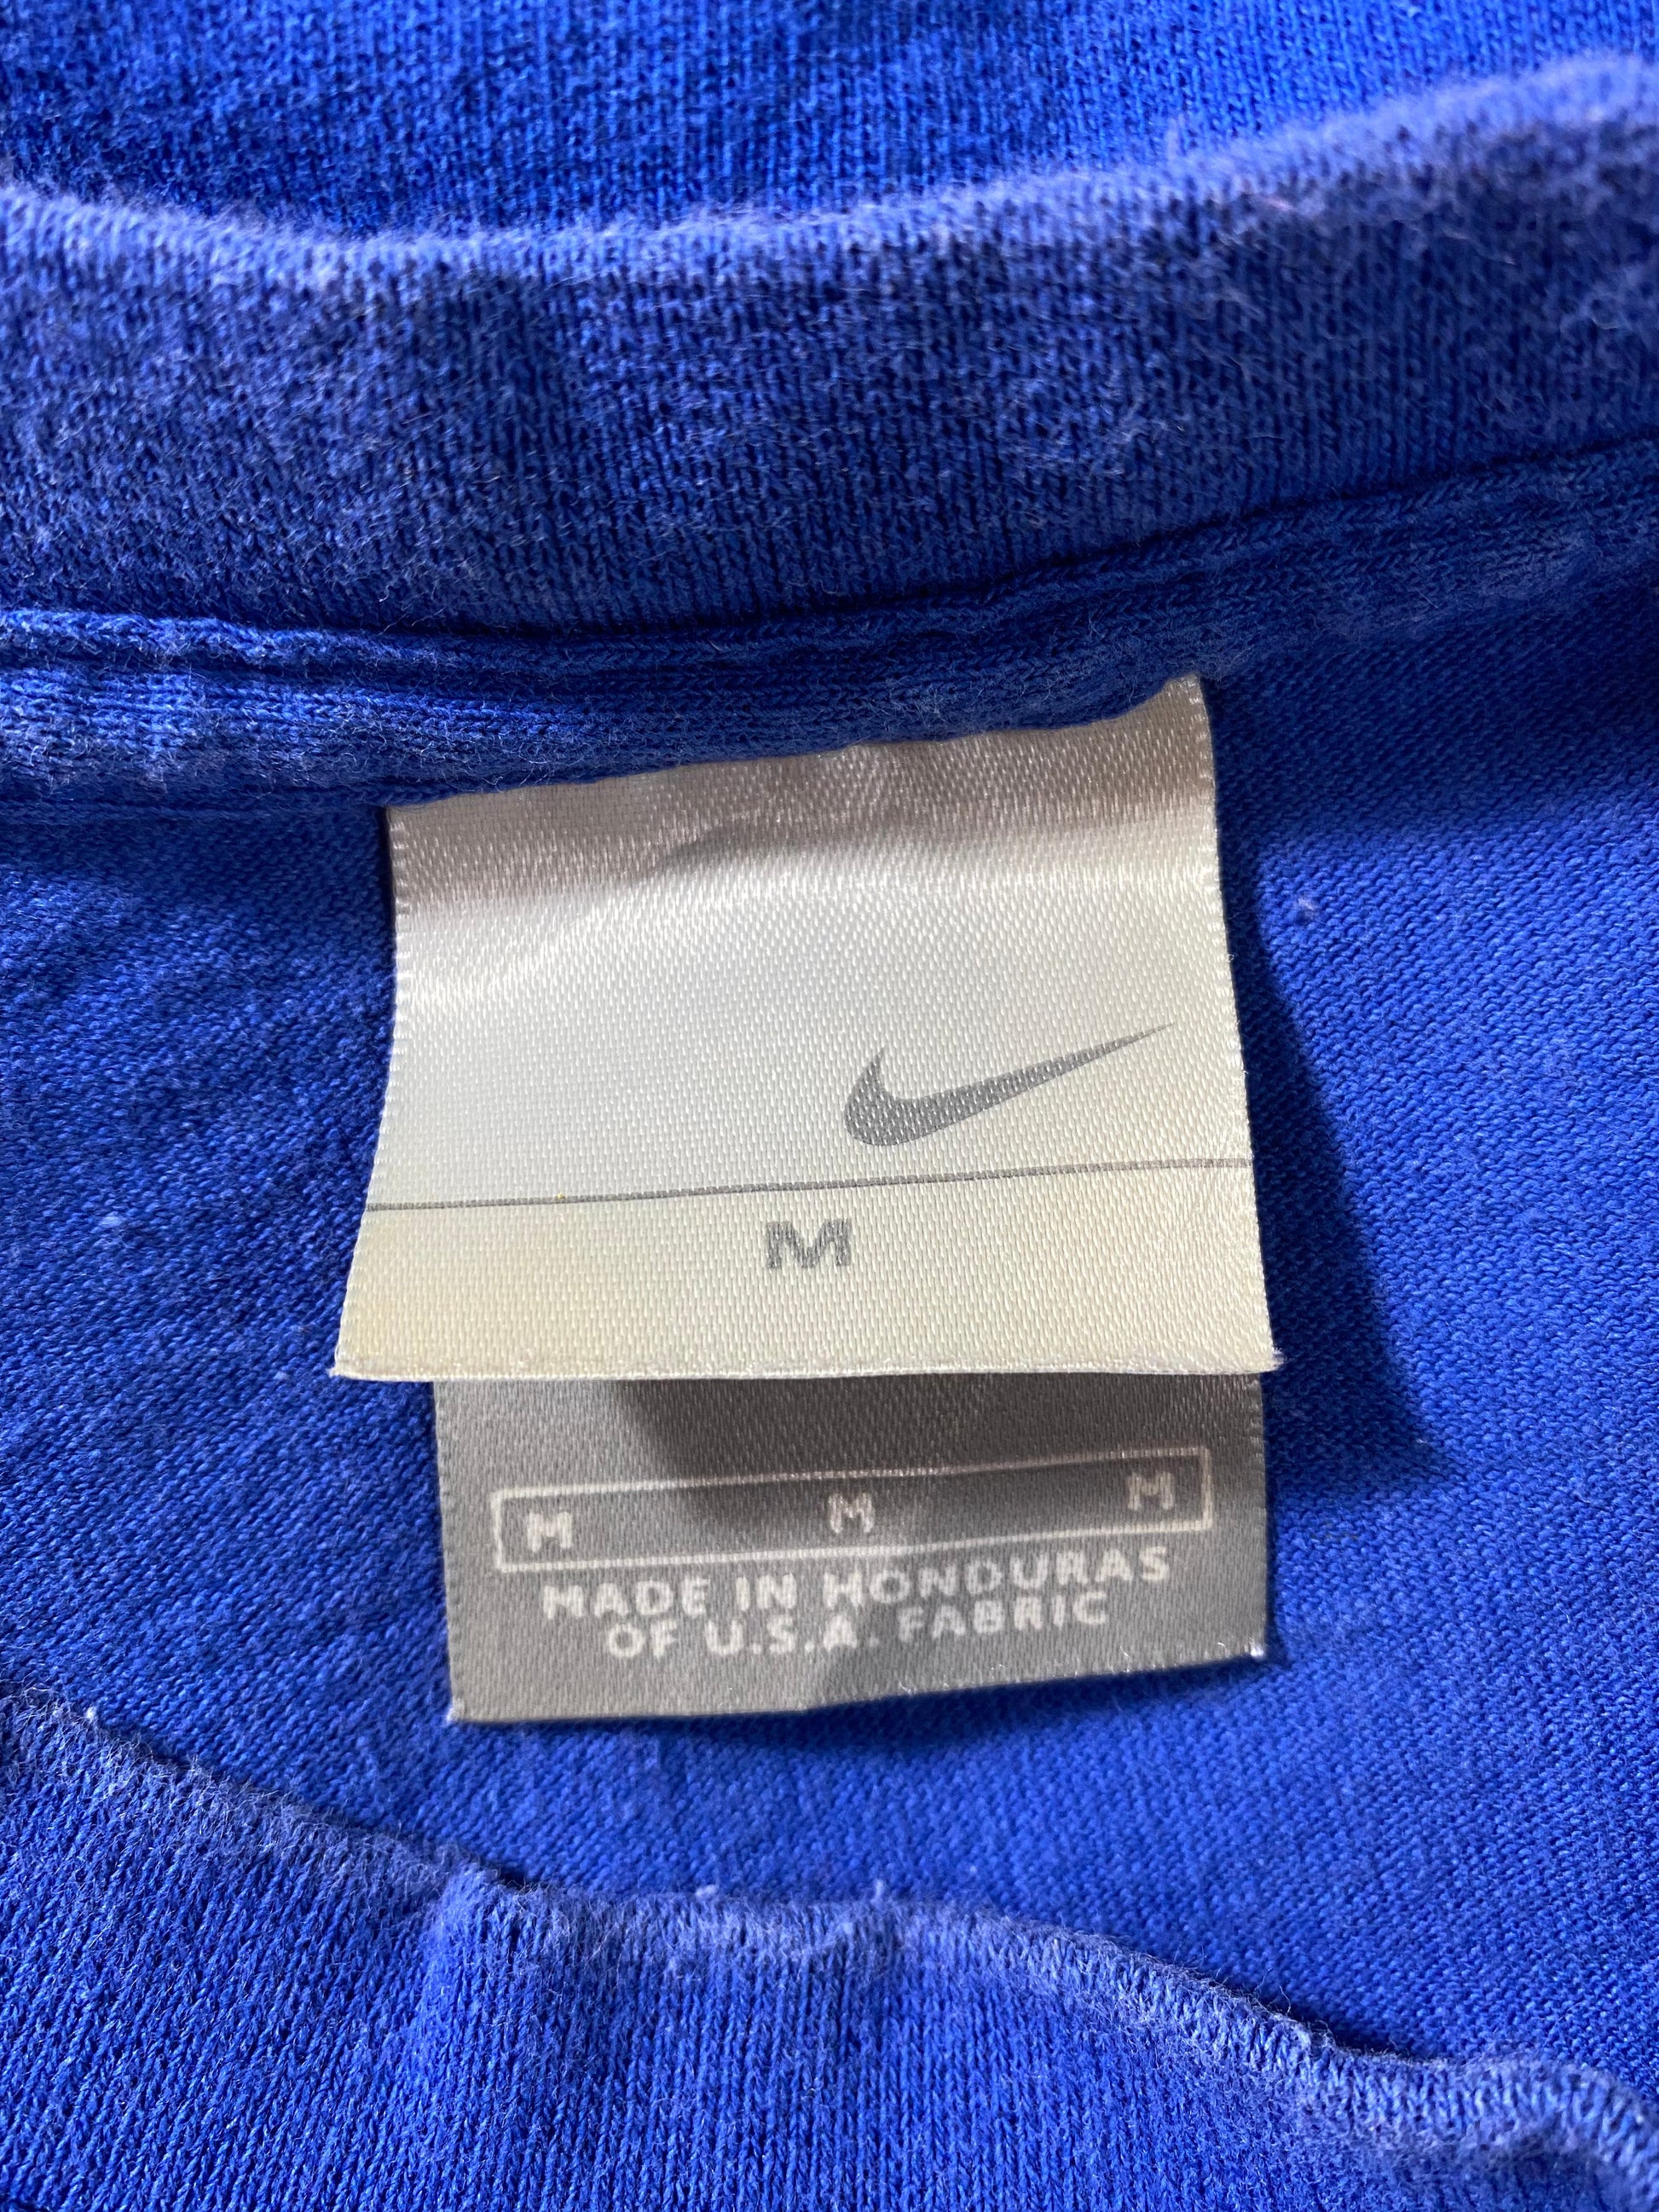 M
M M M
MADE IN HONDURAS
OF U.S.A. FABRIC